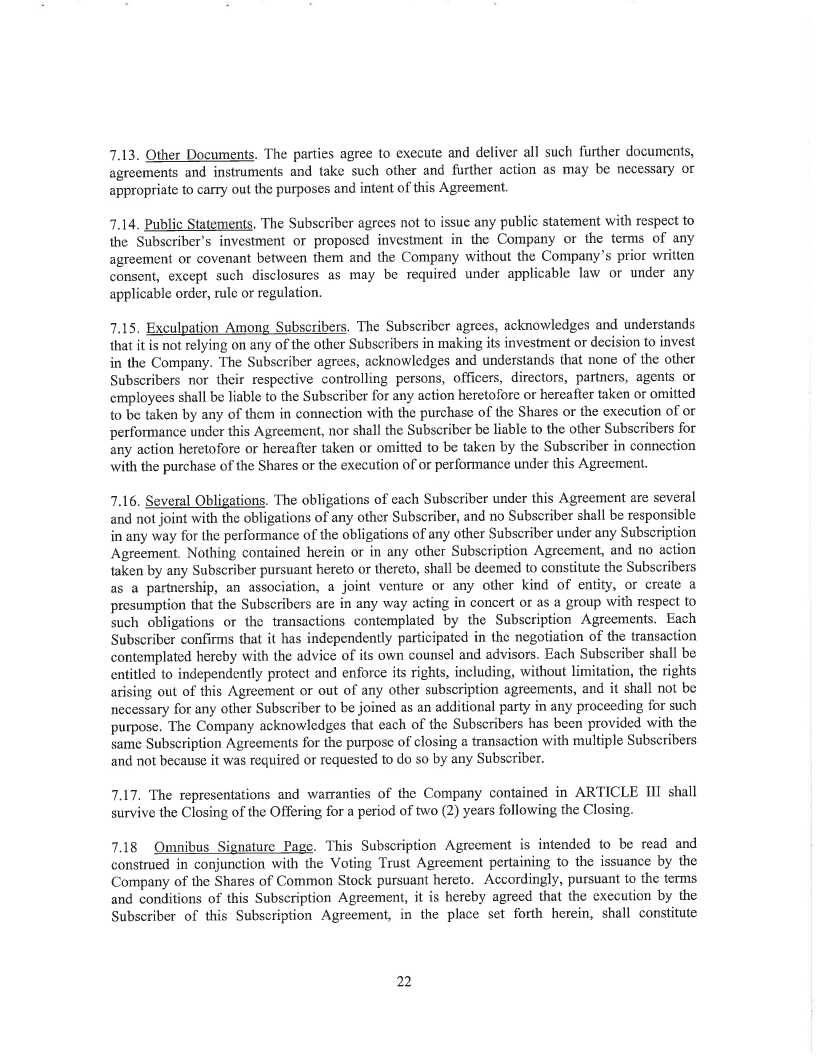 7.13. Other Documents. The parties agree to execute and deliver all such further documents,
agreements and instruments and take such other and further action as may be necessary or
appropriate to carry out the purposes and intent of this Agreement.
7.14. Public Statements. The Subscriber agrees not to issue any public statement with respect to
the Subscriber's investment or proposed investment in the Company or the terms of any
agreement or covenant between them and the Company without the Company's prior written
consent, except such disclosures as may be required under applicable law or under any
applicable order, rule or regulation.
7.15. Exculpation Among Subscribers. The Subscriber agrees, acknowledges and understands
that it is not relying on any of the other Subscribers in making its investment or decision to invest
in the Company. The Subscriber agrees, acknowledges and understands that none of the other
Subscribers nor their respective controlling persons, officers, directors, partners, agents or
employees shall be liable to the Subscriber for any action heretofore or hereafter taken or omitted
to be taken by any of them in connection with the purchase of the Shares or the execution of or
performance under this Agreement, nor shall the Subscriber be liable to the other Subscribers for
any action heretofore or hereafter taken or omitted to be taken by the Subscriber in connection
with the purchase of the Shares or the execution of or performance under this Agreement.
7.16. Several Obligations. The obligations of each Subscriber under this Agreement are several
and not joint with the obligations of any other Subscriber, and no Subscriber shall be responsible
in any way for the performance of the obligations of any other Subscriber under any Subscription
Agreement. Nothing contained herein or in any other Subscription Agreement, and no action
taken by any Subscriber pursuant hereto or thereto, shall be deemed to constitute the Subscribers
as a partnership, an association, a joint venture or any other kind of entity, or create a
presumption that the Subscribers are in any way acting in concert or as a group with respect to
such obligations or the transactions contemplated by the Subscription Agreements. Each
Subscriber confirms that it has independently participated in the negotiation of the transaction
contemplated hereby with the advice of its own counsel and advisors. Each Subscriber shall be
entitled to independently protect and enforce its rights, including, without limitation, the rights
arising out of this Agreement or out of any other subscription agreements, and it shall not be
necessary for any other Subscriber to be joined as an additional party in any proceeding for such
purpose. The Company acknowledges that each of the Subscribers has been provided with the
same Subscription Agreements for the purpose of closing a transaction with multiple Subscribers
and not because it was required or requested to do so by any Subscriber.
7.17. The representations and warranties of the Company contained in ARTICLE III shall
survive the Closing of the Offering for a period of two (2) years following the Closing.
7.18 Omnibus Signature Page. This Subscription Agreement is intended to be read and
construed in conjunction with the Voting Trust Agreement pertaining to the issuance by the
Company of the Shares of Common Stock pursuant hereto. Accordingly, pursuant to the terms
and conditions of this Subscription Agreement, it is hereby agreed that the execution by the
Subscriber of this Subscription Agreement, in the place set forth herein, shall constitute
22